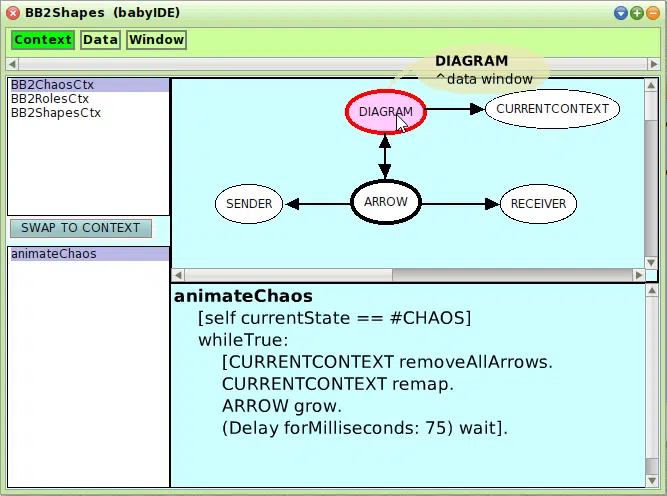 BB2Shapes (babyIDE)
Context Data Window
BB2ChaosCtx
BB2RolesCtx
BB2ShapesCtx
SWAP TO CONTEXT
animateChaos
DIAGRAM
^data window
DIAGRAM
CURRENTCONTEXT
SENDER
ARROW
RECEIVER
animateChaos
[self currentState == #CHAOS]
whileTrue:
[CURRENTCONTEXT removeAllArrows.
CURRENTCONTEXT remap.
ARROW grow.
(Delay forMilliseconds: 75) wait].